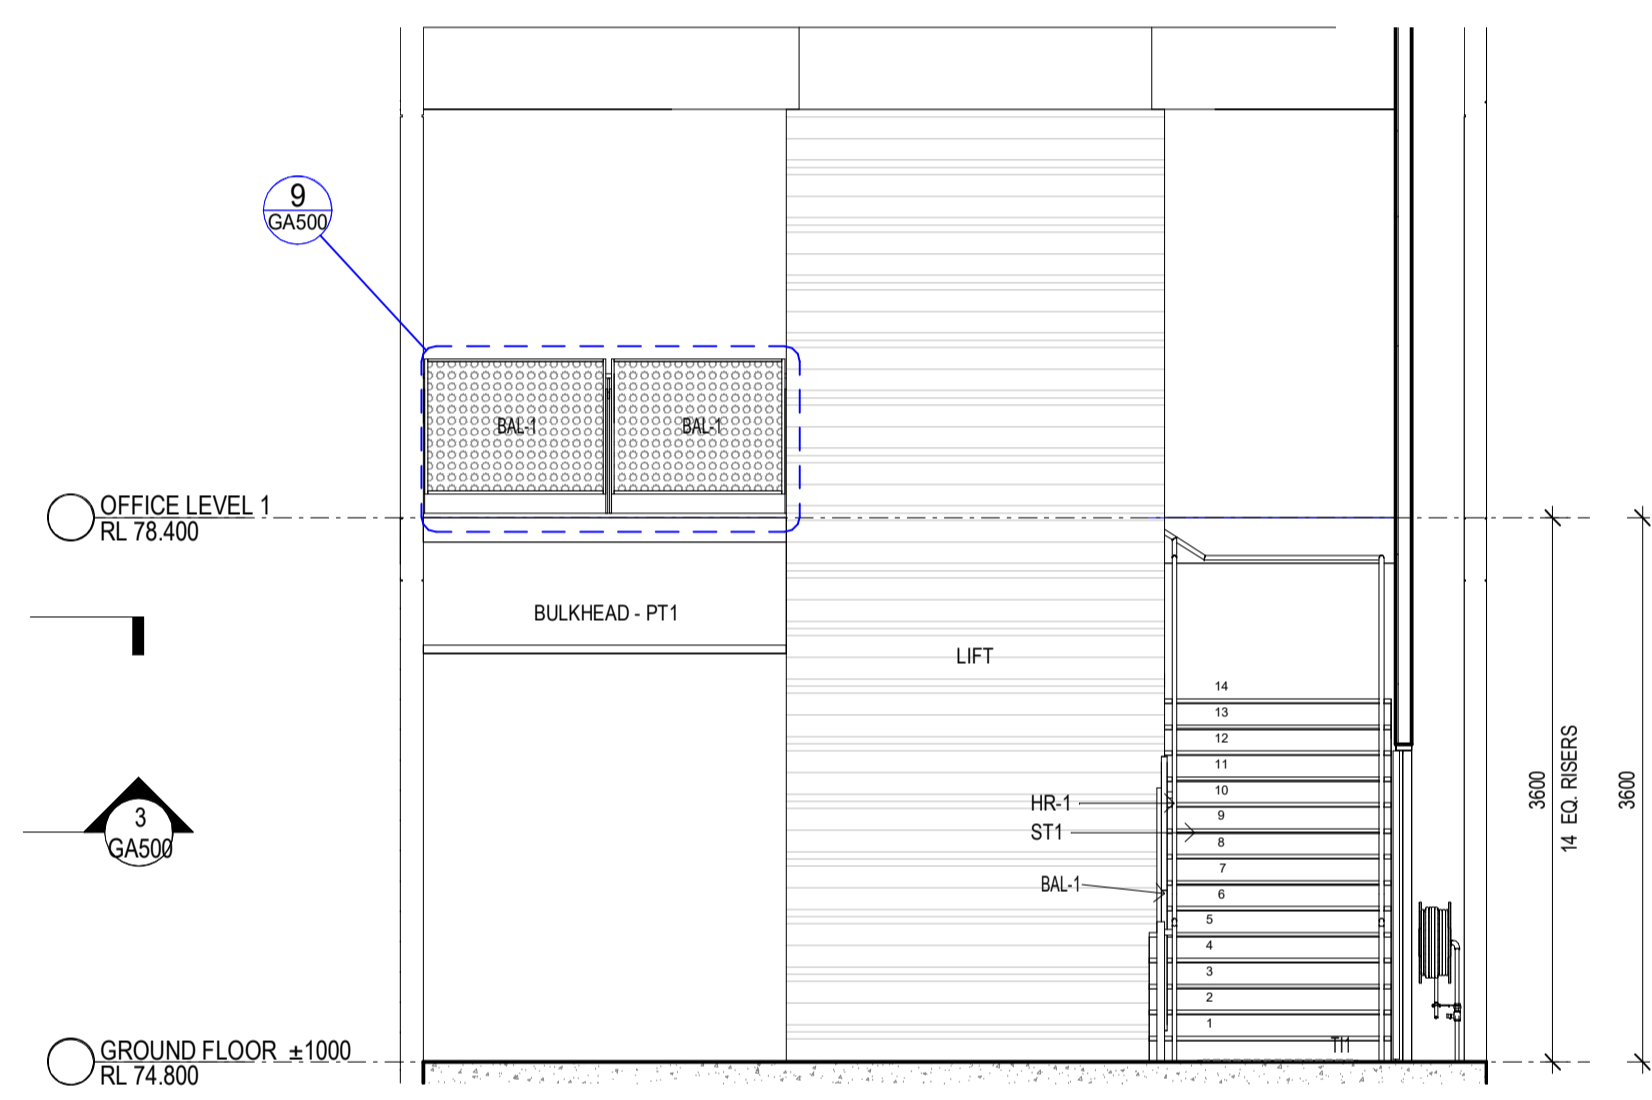 9
GA500
BAL-1
BAL-1
OFFICE LEVEL 1
RL 78.400
BULKHEAD - PT1
LIFT
14
13
12
11
10
9
8
7
6
5
4
3
2
1
HR-1
ST1
BAL-1
3
GA500
3600
14 EQ. RISERS
3600
TI1
GROUND FLOOR ±1000
RL 74.800